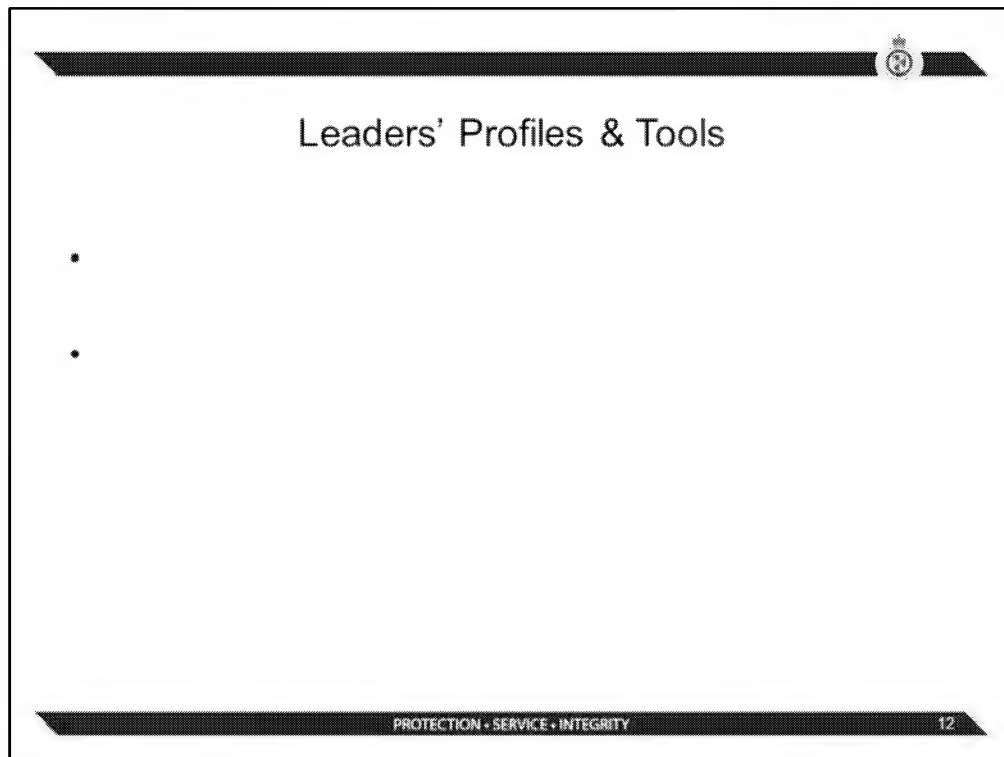 Leaders' Profiles & Tools
•
•
PROTECTION • SERVICE • INTEGRITY
12